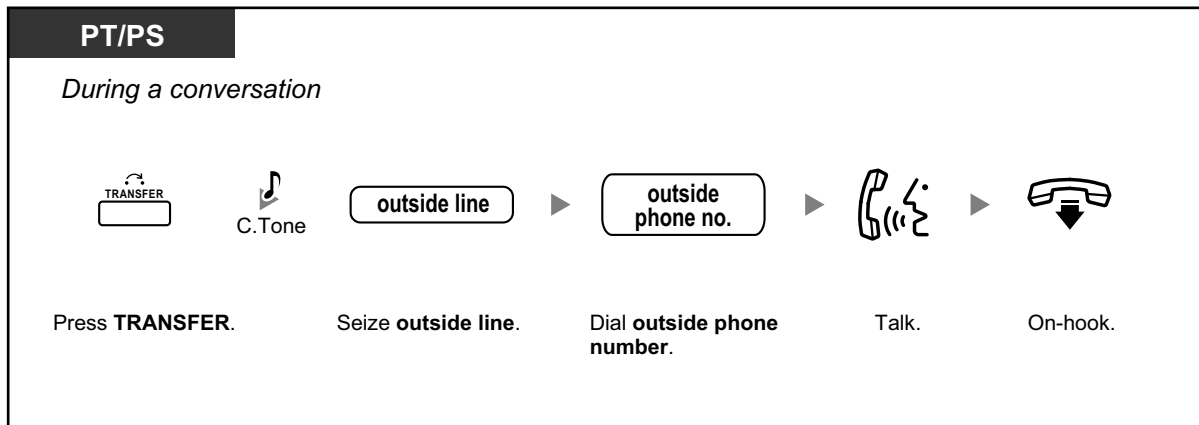 PT/PS
During a conversation
TRANSFER
C.Tone
outside line
outside
phone no.
Press TRANSFER.
Seize outside line.
Dial outside phone
number.
Talk.
On-hook.